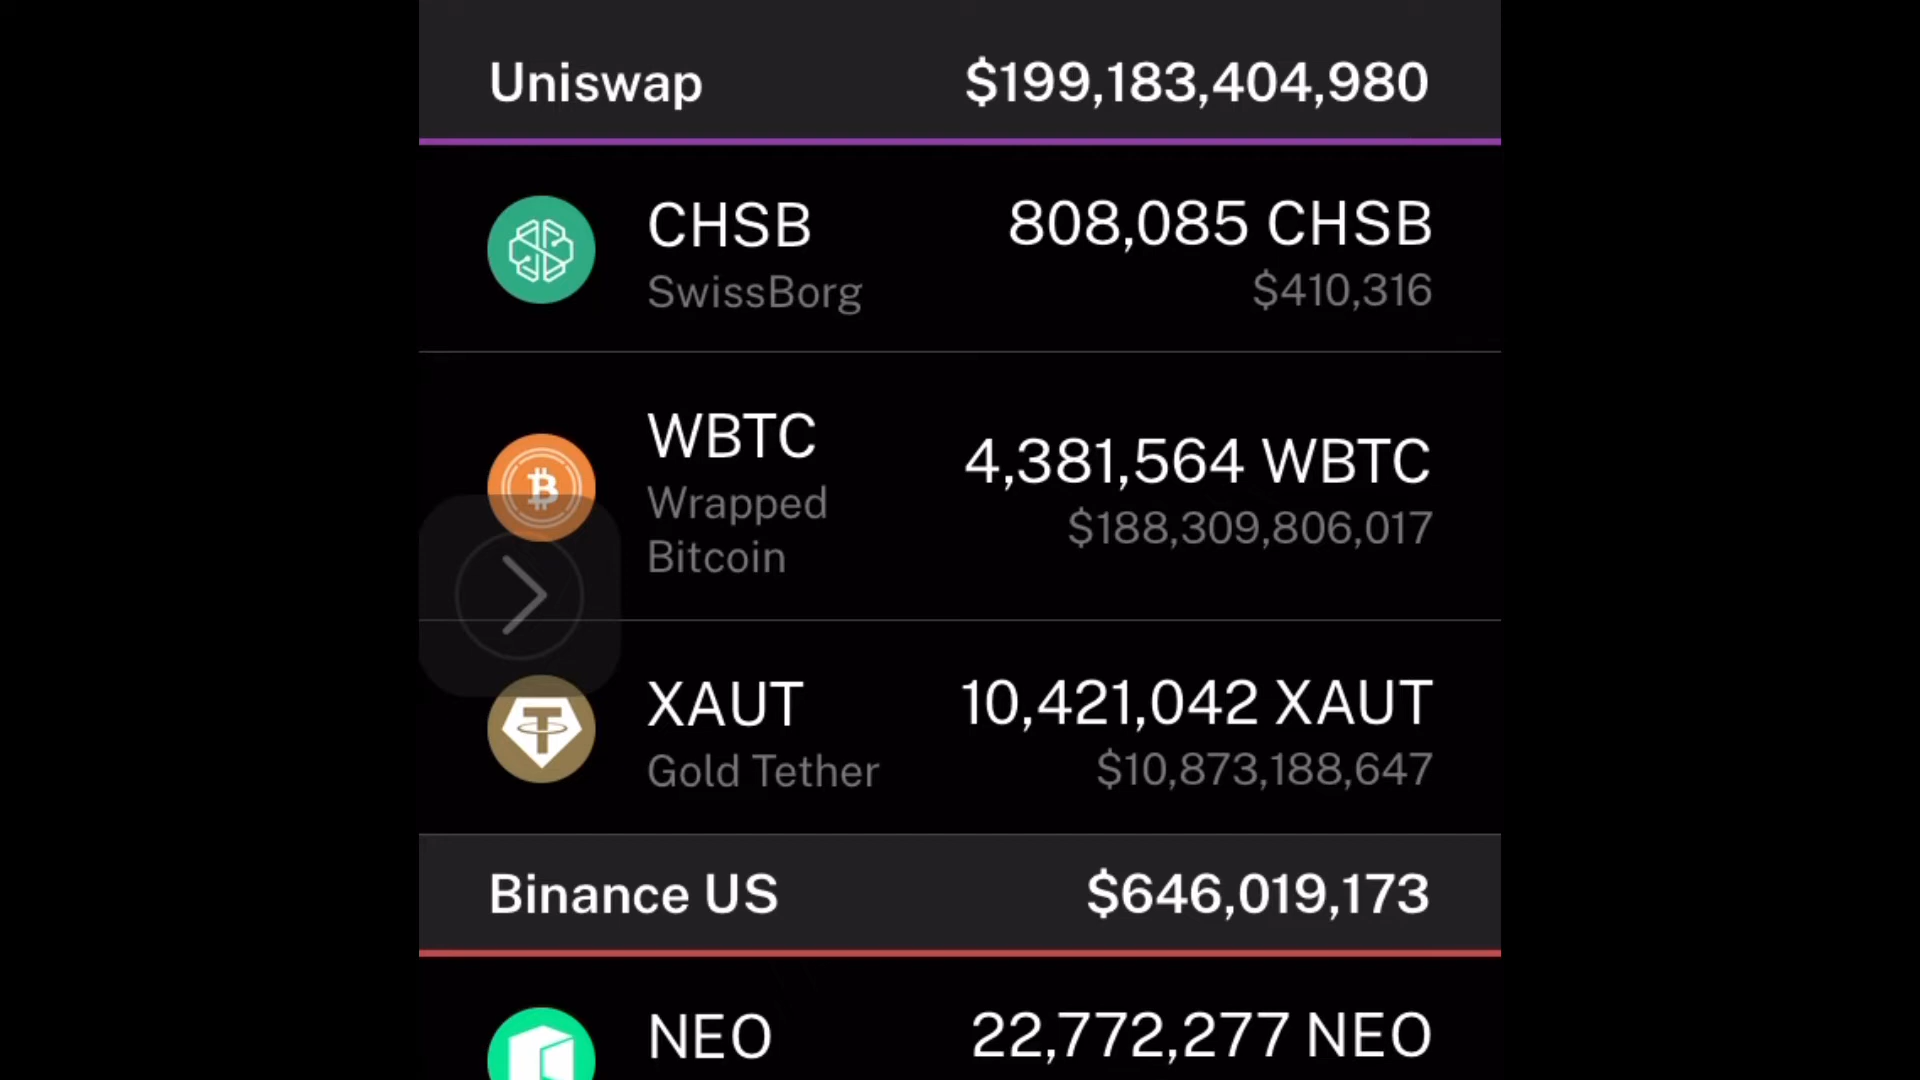 Uniswap $199,183,404,980
CHSB 808,085 CHSB
SwissBorg $410,316
WBTC 4,381,564 WBTC
Wrapped $188,309,806,017
Bitcoin
XAUT 10,421,042 XAUT
Gold Tether $10,873,188,647
Binance US $646,019,173
NEO 22,772,277 NEO